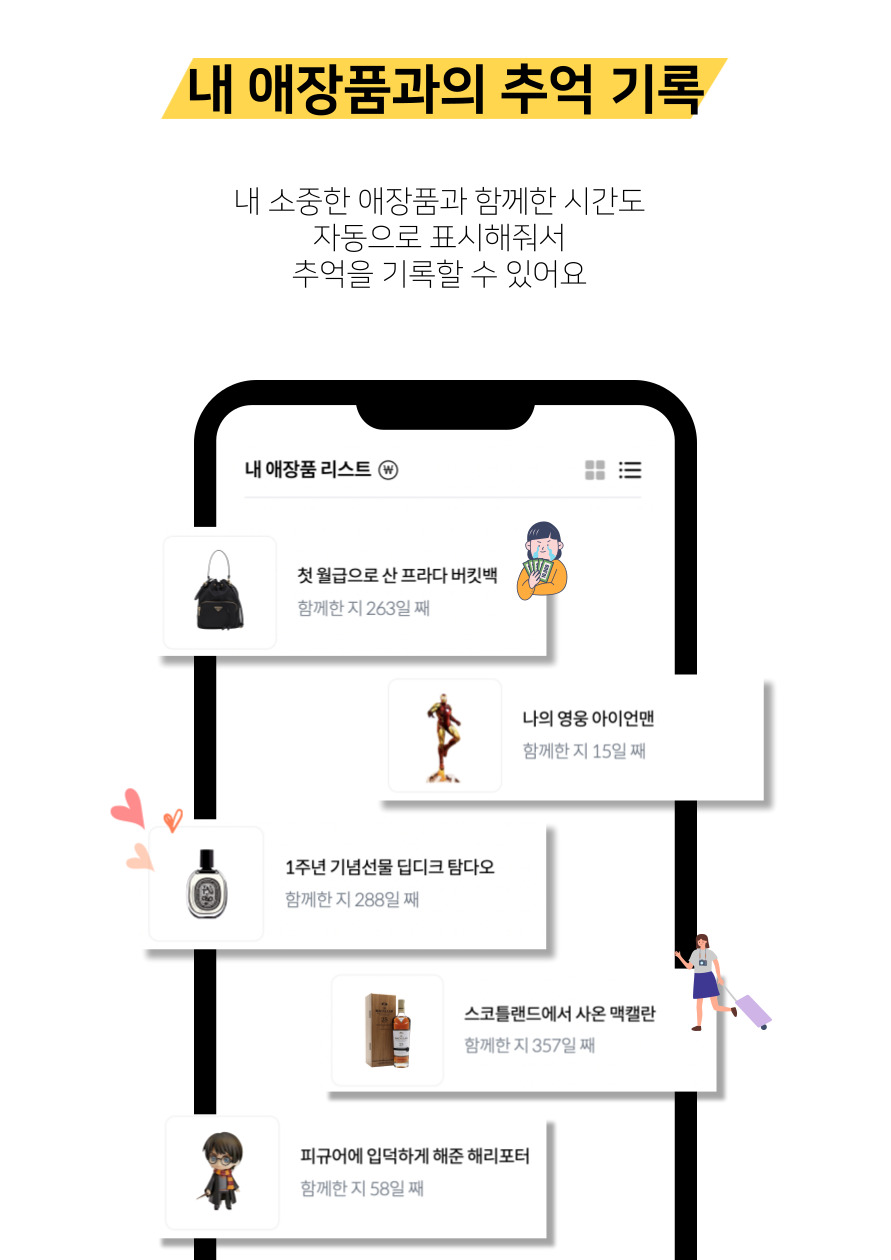 내 애장품과의 추억 기록
내 소중한 애장품과 함께한 시간도
자동으로 표시해줘서
추억을 기록할 수 있어요
내 애장품 리스트 ₩
첫 월급으로 산 프라다 버킷백
함께한 지 263일 째
나의 영웅 아이언맨
함께한 지 15일 째
1주년 기념선물 딥디크 탐다오
함께한 지 288일 째
스코틀랜드에서 사온 맥캘란
함께한 지 357일 째
피규어에 입덕하게 해준 해리포터
함께한 지 58일 째